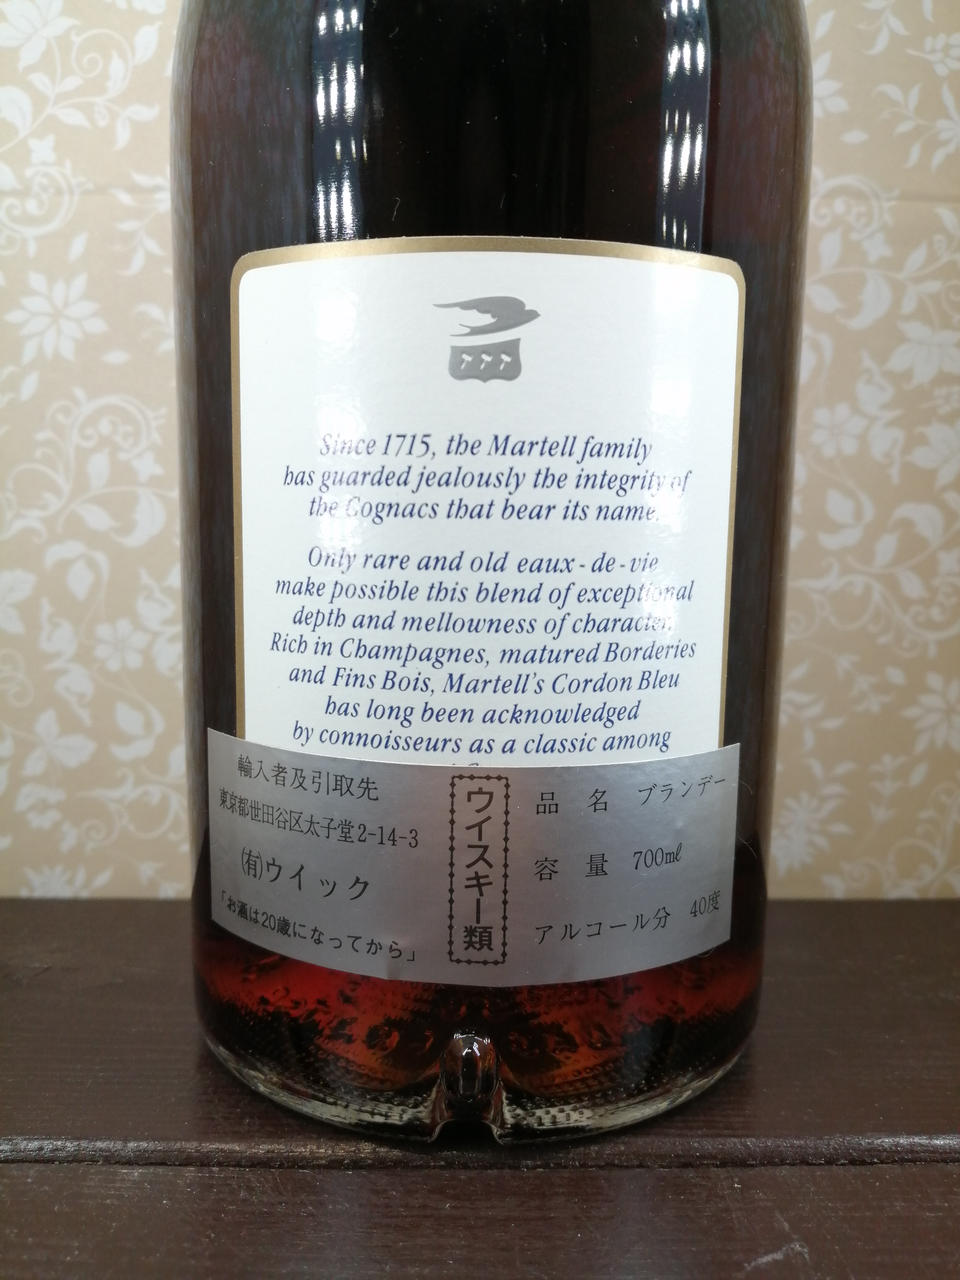 Since 1715, the Martell family
has guarded jealously the integrity of
the Cognacs that bear its name.
Only rare and old eaux-de-vie
make possible this blend of exceptional
depth and mellowness of character.
Rich in Champagnes, matured Borderies
and Fins Bois, Martell's Cordon Bleu
has long been acknowledged
by connoisseurs as a classic among
輸入者及引取先
東京都世田谷区太子堂2-14-3
(有)ウイック
「お酒は20歳になってから」
ウイスキー類
品 名 ブランデー
容 量 700ml
アルコール分 40度